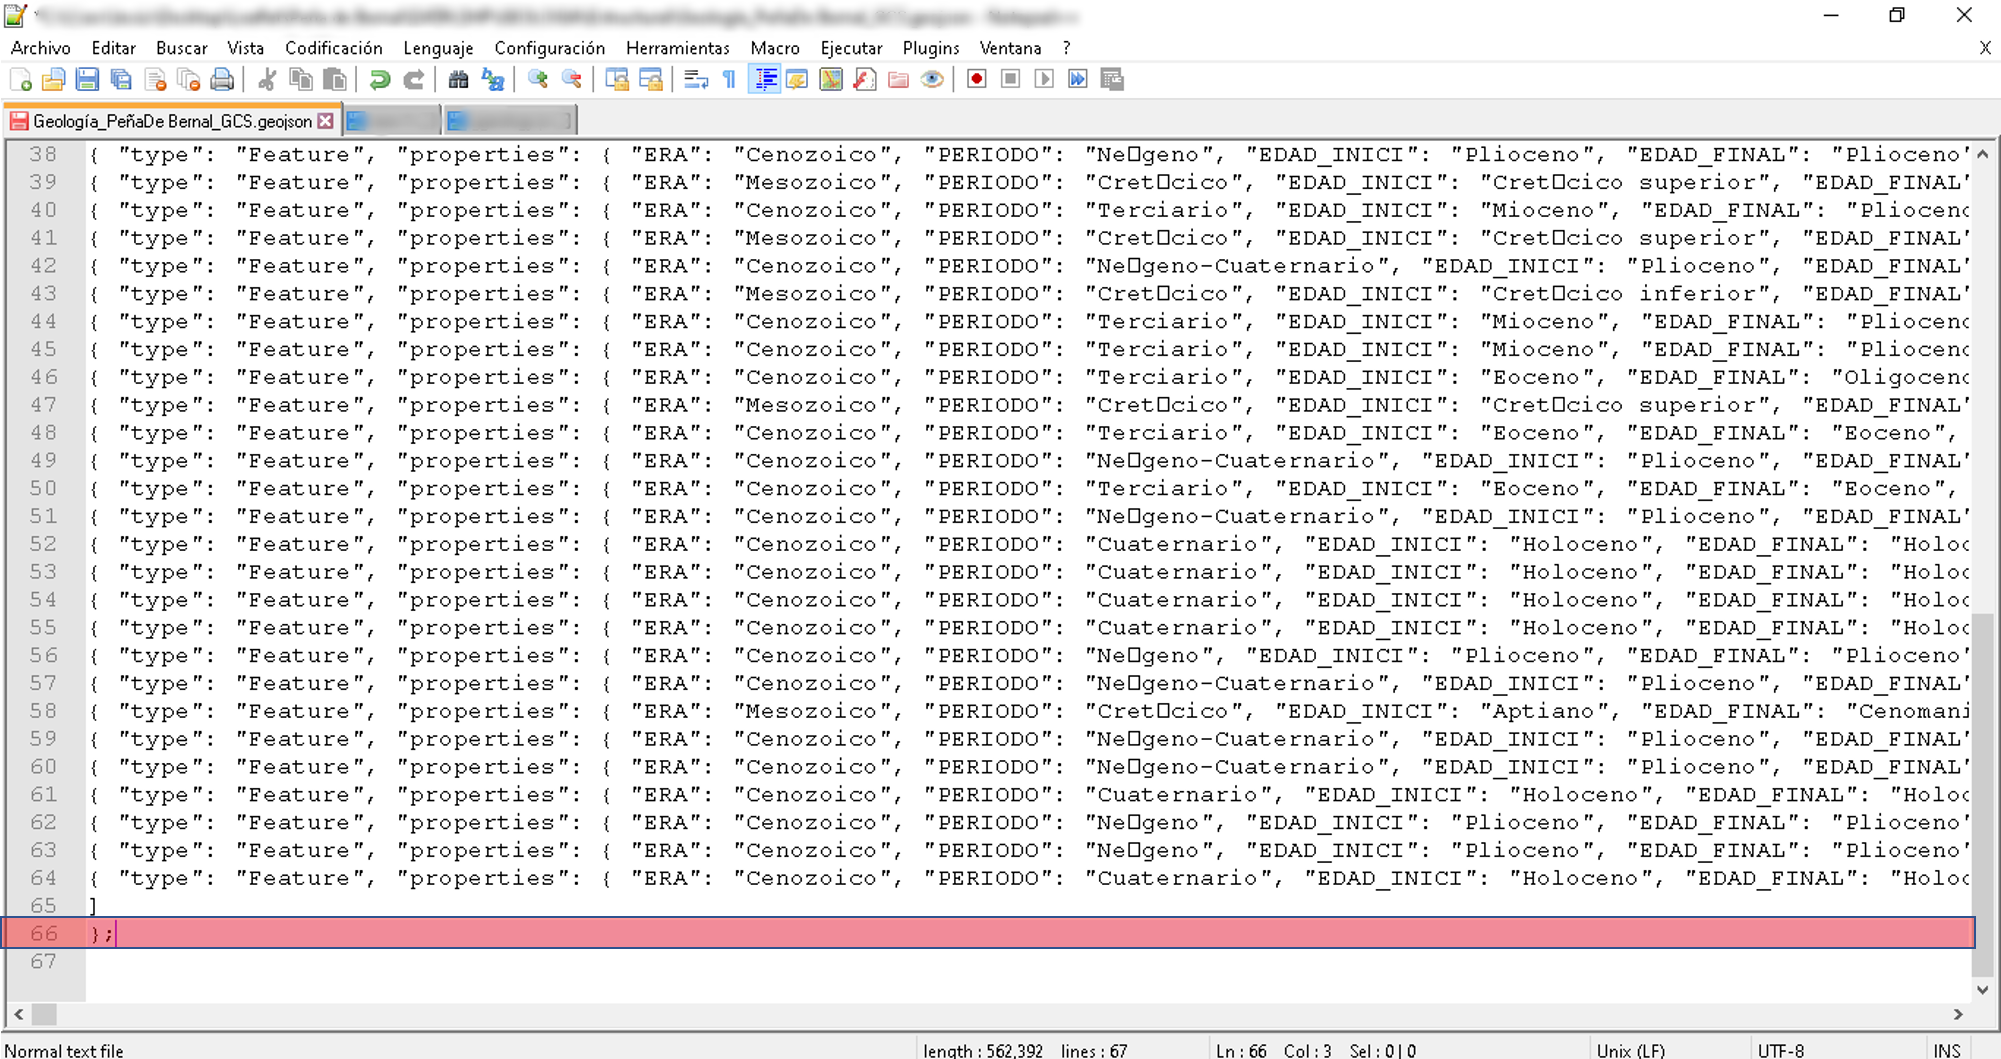 Archivo Editar Buscar Vista Codificación Lenguaje Configuración Herramientas Macro Ejecutar Plugins Ventana ? X
Geología_PeñaDe Bernal_GCS.geojson
38 { "type": "Feature", "properties": { "ERA": "Cenozoico", "PERIODO": "Ne□geno", "EDAD_INICI": "Plioceno", "EDAD_FINAL": "Plioceno"
39 { "type": "Feature", "properties": { "ERA": "Mesozoico", "PERIODO": "Cret□cico", "EDAD_INICI": "Cret□cico superior", "EDAD_FINAL"
40 { "type": "Feature", "properties": { "ERA": "Cenozoico", "PERIODO": "Terciario", "EDAD_INICI": "Mioceno", "EDAD_FINAL": "Plioceno
41 { "type": "Feature", "properties": { "ERA": "Mesozoico", "PERIODO": "Cret□cico", "EDAD_INICI": "Cret□cico superior", "EDAD_FINAL"
42 { "type": "Feature", "properties": { "ERA": "Cenozoico", "PERIODO": "Ne□geno-Cuaternario", "EDAD_INICI": "Plioceno", "EDAD_FINAL"
43 { "type": "Feature", "properties": { "ERA": "Mesozoico", "PERIODO": "Cret□cico", "EDAD_INICI": "Cret□cico inferior", "EDAD_FINAL"
44 { "type": "Feature", "properties": { "ERA": "Cenozoico", "PERIODO": "Terciario", "EDAD_INICI": "Mioceno", "EDAD_FINAL": "Plioceno
45 { "type": "Feature", "properties": { "ERA": "Cenozoico", "PERIODO": "Terciario", "EDAD_INICI": "Mioceno", "EDAD_FINAL": "Plioceno
46 { "type": "Feature", "properties": { "ERA": "Cenozoico", "PERIODO": "Terciario", "EDAD_INICI": "Eoceno", "EDAD_FINAL": "Oligoceno
47 { "type": "Feature", "properties": { "ERA": "Mesozoico", "PERIODO": "Cret□cico", "EDAD_INICI": "Cret□cico superior", "EDAD_FINAL"
48 { "type": "Feature", "properties": { "ERA": "Cenozoico", "PERIODO": "Terciario", "EDAD_INICI": "Eoceno", "EDAD_FINAL": "Eoceno",
49 { "type": "Feature", "properties": { "ERA": "Cenozoico", "PERIODO": "Ne□geno-Cuaternario", "EDAD_INICI": "Plioceno", "EDAD_FINAL"
50 { "type": "Feature", "properties": { "ERA": "Cenozoico", "PERIODO": "Terciario", "EDAD_INICI": "Eoceno", "EDAD_FINAL": "Eoceno",
51 { "type": "Feature", "properties": { "ERA": "Cenozoico", "PERIODO": "Ne□geno-Cuaternario", "EDAD_INICI": "Plioceno", "EDAD_FINAL"
52 { "type": "Feature", "properties": { "ERA": "Cenozoico", "PERIODO": "Cuaternario", "EDAD_INICI": "Holoceno", "EDAD_FINAL": "Holoc
53 { "type": "Feature", "properties": { "ERA": "Cenozoico", "PERIODO": "Cuaternario", "EDAD_INICI": "Holoceno", "EDAD_FINAL": "Holoc
54 { "type": "Feature", "properties": { "ERA": "Cenozoico", "PERIODO": "Cuaternario", "EDAD_INICI": "Holoceno", "EDAD_FINAL": "Holoc
55 { "type": "Feature", "properties": { "ERA": "Cenozoico", "PERIODO": "Cuaternario", "EDAD_INICI": "Holoceno", "EDAD_FINAL": "Holoc
56 { "type": "Feature", "properties": { "ERA": "Cenozoico", "PERIODO": "Ne□geno", "EDAD_INICI": "Plioceno", "EDAD_FINAL": "Plioceno"
57 { "type": "Feature", "properties": { "ERA": "Cenozoico", "PERIODO": "Ne□geno-Cuaternario", "EDAD_INICI": "Plioceno", "EDAD_FINAL"
58 { "type": "Feature", "properties": { "ERA": "Mesozoico", "PERIODO": "Cret□cico", "EDAD_INICI": "Aptiano", "EDAD_FINAL": "Cenomani
59 { "type": "Feature", "properties": { "ERA": "Cenozoico", "PERIODO": "Ne□geno-Cuaternario", "EDAD_INICI": "Plioceno", "EDAD_FINAL"
60 { "type": "Feature", "properties": { "ERA": "Cenozoico", "PERIODO": "Ne□geno-Cuaternario", "EDAD_INICI": "Plioceno", "EDAD_FINAL"
61 { "type": "Feature", "properties": { "ERA": "Cenozoico", "PERIODO": "Cuaternario", "EDAD_INICI": "Holoceno", "EDAD_FINAL": "Holoc
62 { "type": "Feature", "properties": { "ERA": "Cenozoico", "PERIODO": "Ne□geno", "EDAD_INICI": "Plioceno", "EDAD_FINAL": "Plioceno"
63 { "type": "Feature", "properties": { "ERA": "Cenozoico", "PERIODO": "Ne□geno", "EDAD_INICI": "Plioceno", "EDAD_FINAL": "Plioceno"
64 { "type": "Feature", "properties": { "ERA": "Cenozoico", "PERIODO": "Cuaternario", "EDAD_INICI": "Holoceno", "EDAD_FINAL": "Holoc
65 ]
66 };
67
Normal text file length : 562,392 lines : 67 Ln : 66 Col : 3 Sel : 0 | 0 Unix (LF) UTF-8 INS